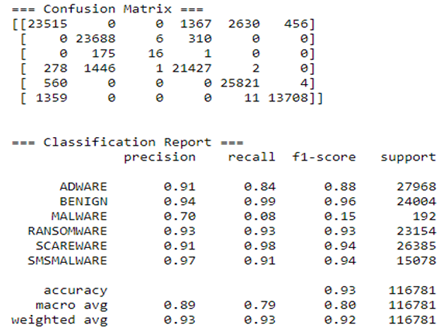 === Confusion Matrix ===
[[23515 0 0 1367 2630 456]
[ 0 23688 6 310 0 0]
[ 0 175 16 1 0 0]
[ 278 1446 1 21427 2 0]
[ 560 0 0 0 25821 4]
[ 1359 0 0 0 11 13708]]
=== Classification Report ===
precision recall f1-score support
ADWARE 0.91 0.84 0.88 27968
BENIGN 0.94 0.99 0.96 24004
MALWARE 0.70 0.08 0.15 192
RANSOMWARE 0.93 0.93 0.93 23154
SCAREWARE 0.91 0.98 0.94 26385
SMSMALWARE 0.97 0.91 0.94 15078
accuracy 0.93 116781
macro avg 0.89 0.79 0.80 116781
weighted avg 0.93 0.93 0.92 116781